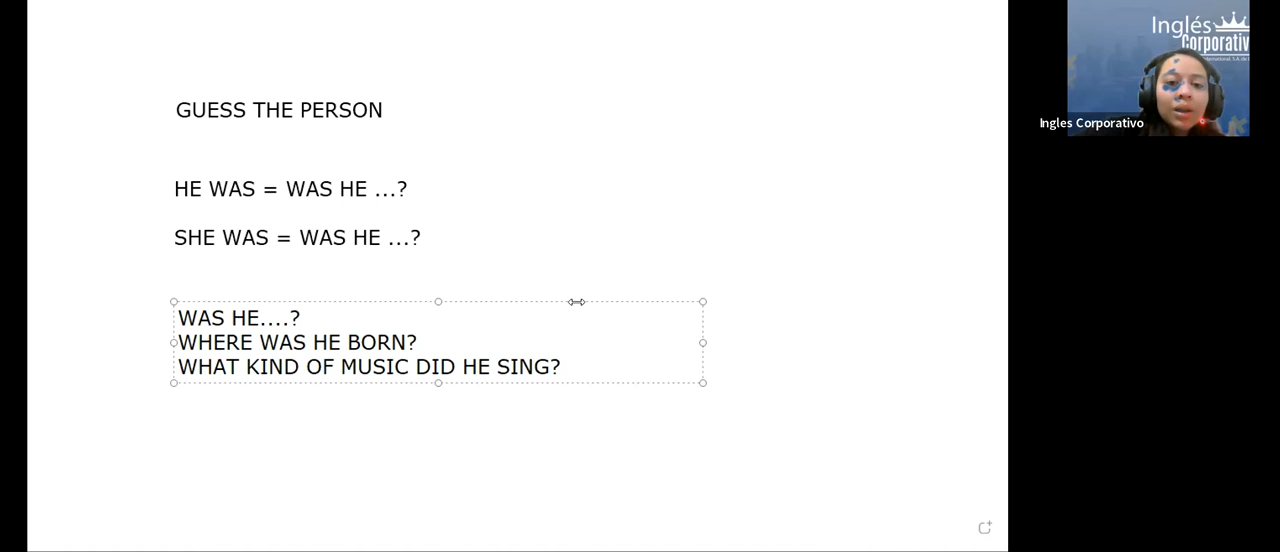 GUESS THE PERSON
HE WAS = WAS HE ...?
SHE WAS = WAS HE ...?
WAS HE....?
WHERE WAS HE BORN?
WHAT KIND OF MUSIC DID HE SING?
Inglés
Corporativ
Ingles Corporativo